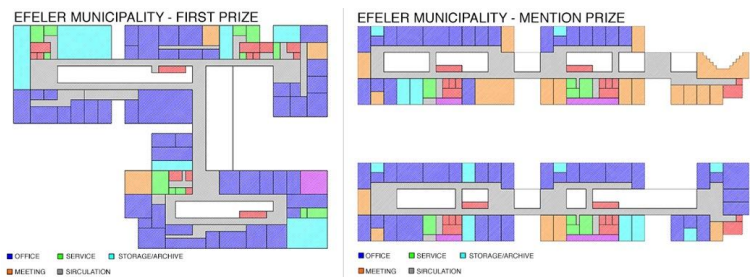 EFELER MUNICIPALITY - FIRST PRIZE
OFFICE SERVICE STORAGE/ARCHIVE
MEETING SIRCULATION
EFELER MUNICIPALITY - MENTION PRIZE
OFFICE SERVICE STORAGE/ARCHIVE
MEETING SIRCULATION